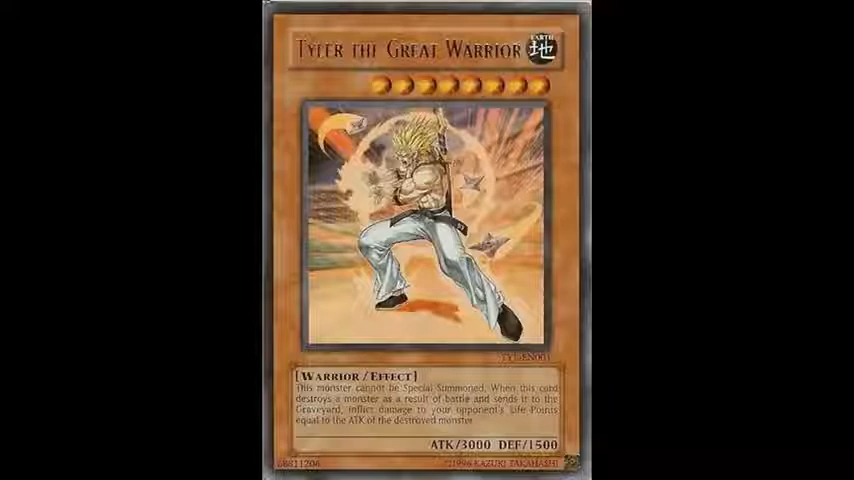 TYLER THE GREAT WARRIOR
EARTH
地
TYL-EN001
[WARRIOR / EFFECT]
This monster cannot be Special Summoned. When this card
destroys a monster as a result of battle and sends it to the
Graveyard, inflict damage to your opponent's Life Points
equal to the ATK of the destroyed monster.
ATK/3000 DEF/1500
68811206
©1996 KAZUKI TAKAHASHI